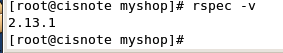 [root@cisnote myshop]# rspec -v
2.13.1
[root@cisnote myshop]#